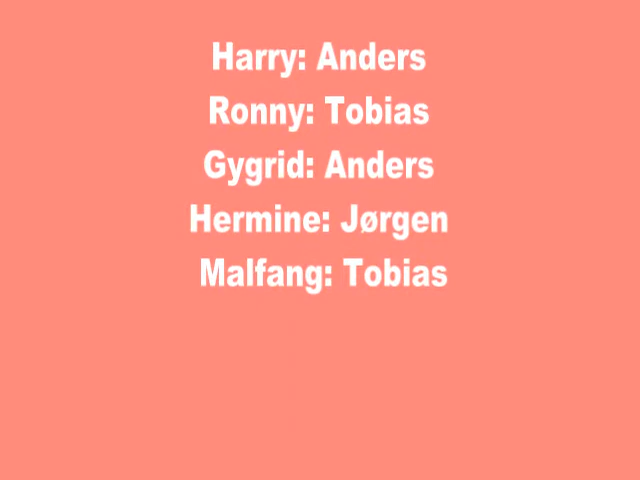 Harry: Anders
Ronny: Tobias
Gygrid: Anders
Hermine: Jørgen
Malfang: Tobias